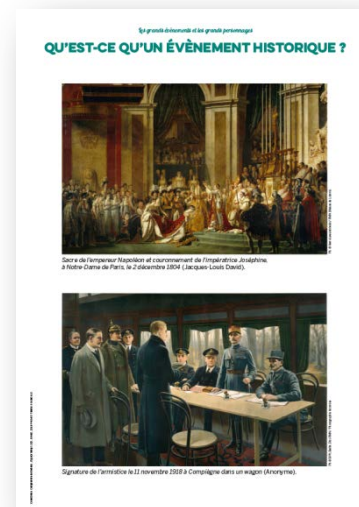 Les grands évènements et les grands personnages
QU'EST-CE QU'UN ÉVÈNEMENT HISTORIQUE ?
Sacre de l'empereur Napoléon et couronnement de l'impératrice Joséphine,
à Notre-Dame de Paris, le 2 décembre 1804 (Jacques-Louis David).
Signature de l'armistice le 11 novembre 1918 à Compiègne dans un wagon (Anonyme).